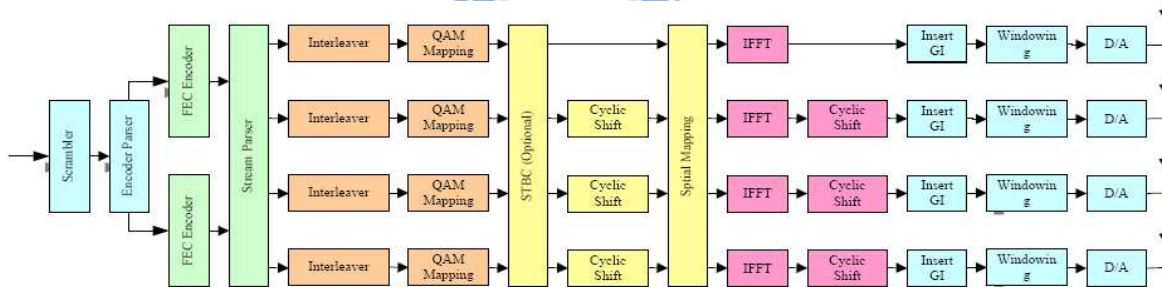 Scrambler
Encoder Parser
FEC Encoder
FEC Encoder
Stream Parser
Interleaver
QAM
Mapping
STBC (Optional)
Sptial Mapping
IFFT
Insert
GI
Windowin
g
D/A
Interleaver
QAM
Mapping
Cyclic
Shift
IFFT
Cyclic
Shift
Insert
GI
Windowin
g
D/A
Interleaver
QAM
Mapping
Cyclic
Shift
IFFT
Cyclic
Shift
Insert
GI
Windowin
g
D/A
Interleaver
QAM
Mapping
Cyclic
Shift
IFFT
Cyclic
Shift
Insert
GI
Windowin
g
D/A